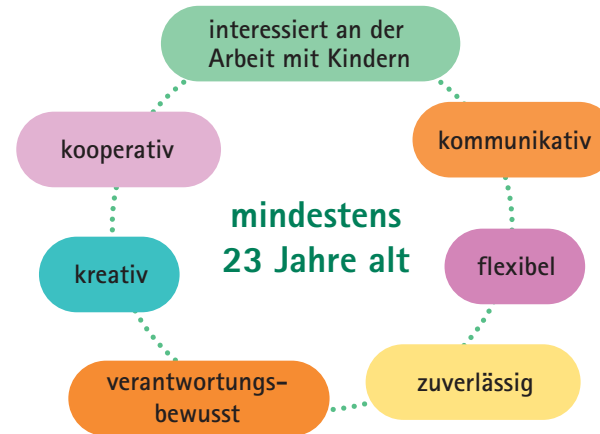 interessiert an der
Arbeit mit Kindern
kooperativ
kommunikativ
mindestens
23 Jahre alt
kreativ
flexibel
verantwortungs-
bewusst
zuverlässig